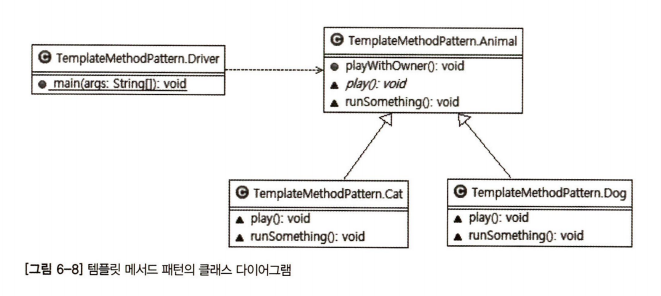 TemplateMethodPattern.Driver
main(args: String[]): void
TemplateMethodPattern.Animal
playWithOwner(): void
play(): void
runSomething(): void
TemplateMethodPattern.Cat
play(): void
runSomething(): void
TemplateMethodPattern.Dog
play(): void
runSomething(): void
[그림 6-8] 템플릿 메서드 패턴의 클래스 다이어그램